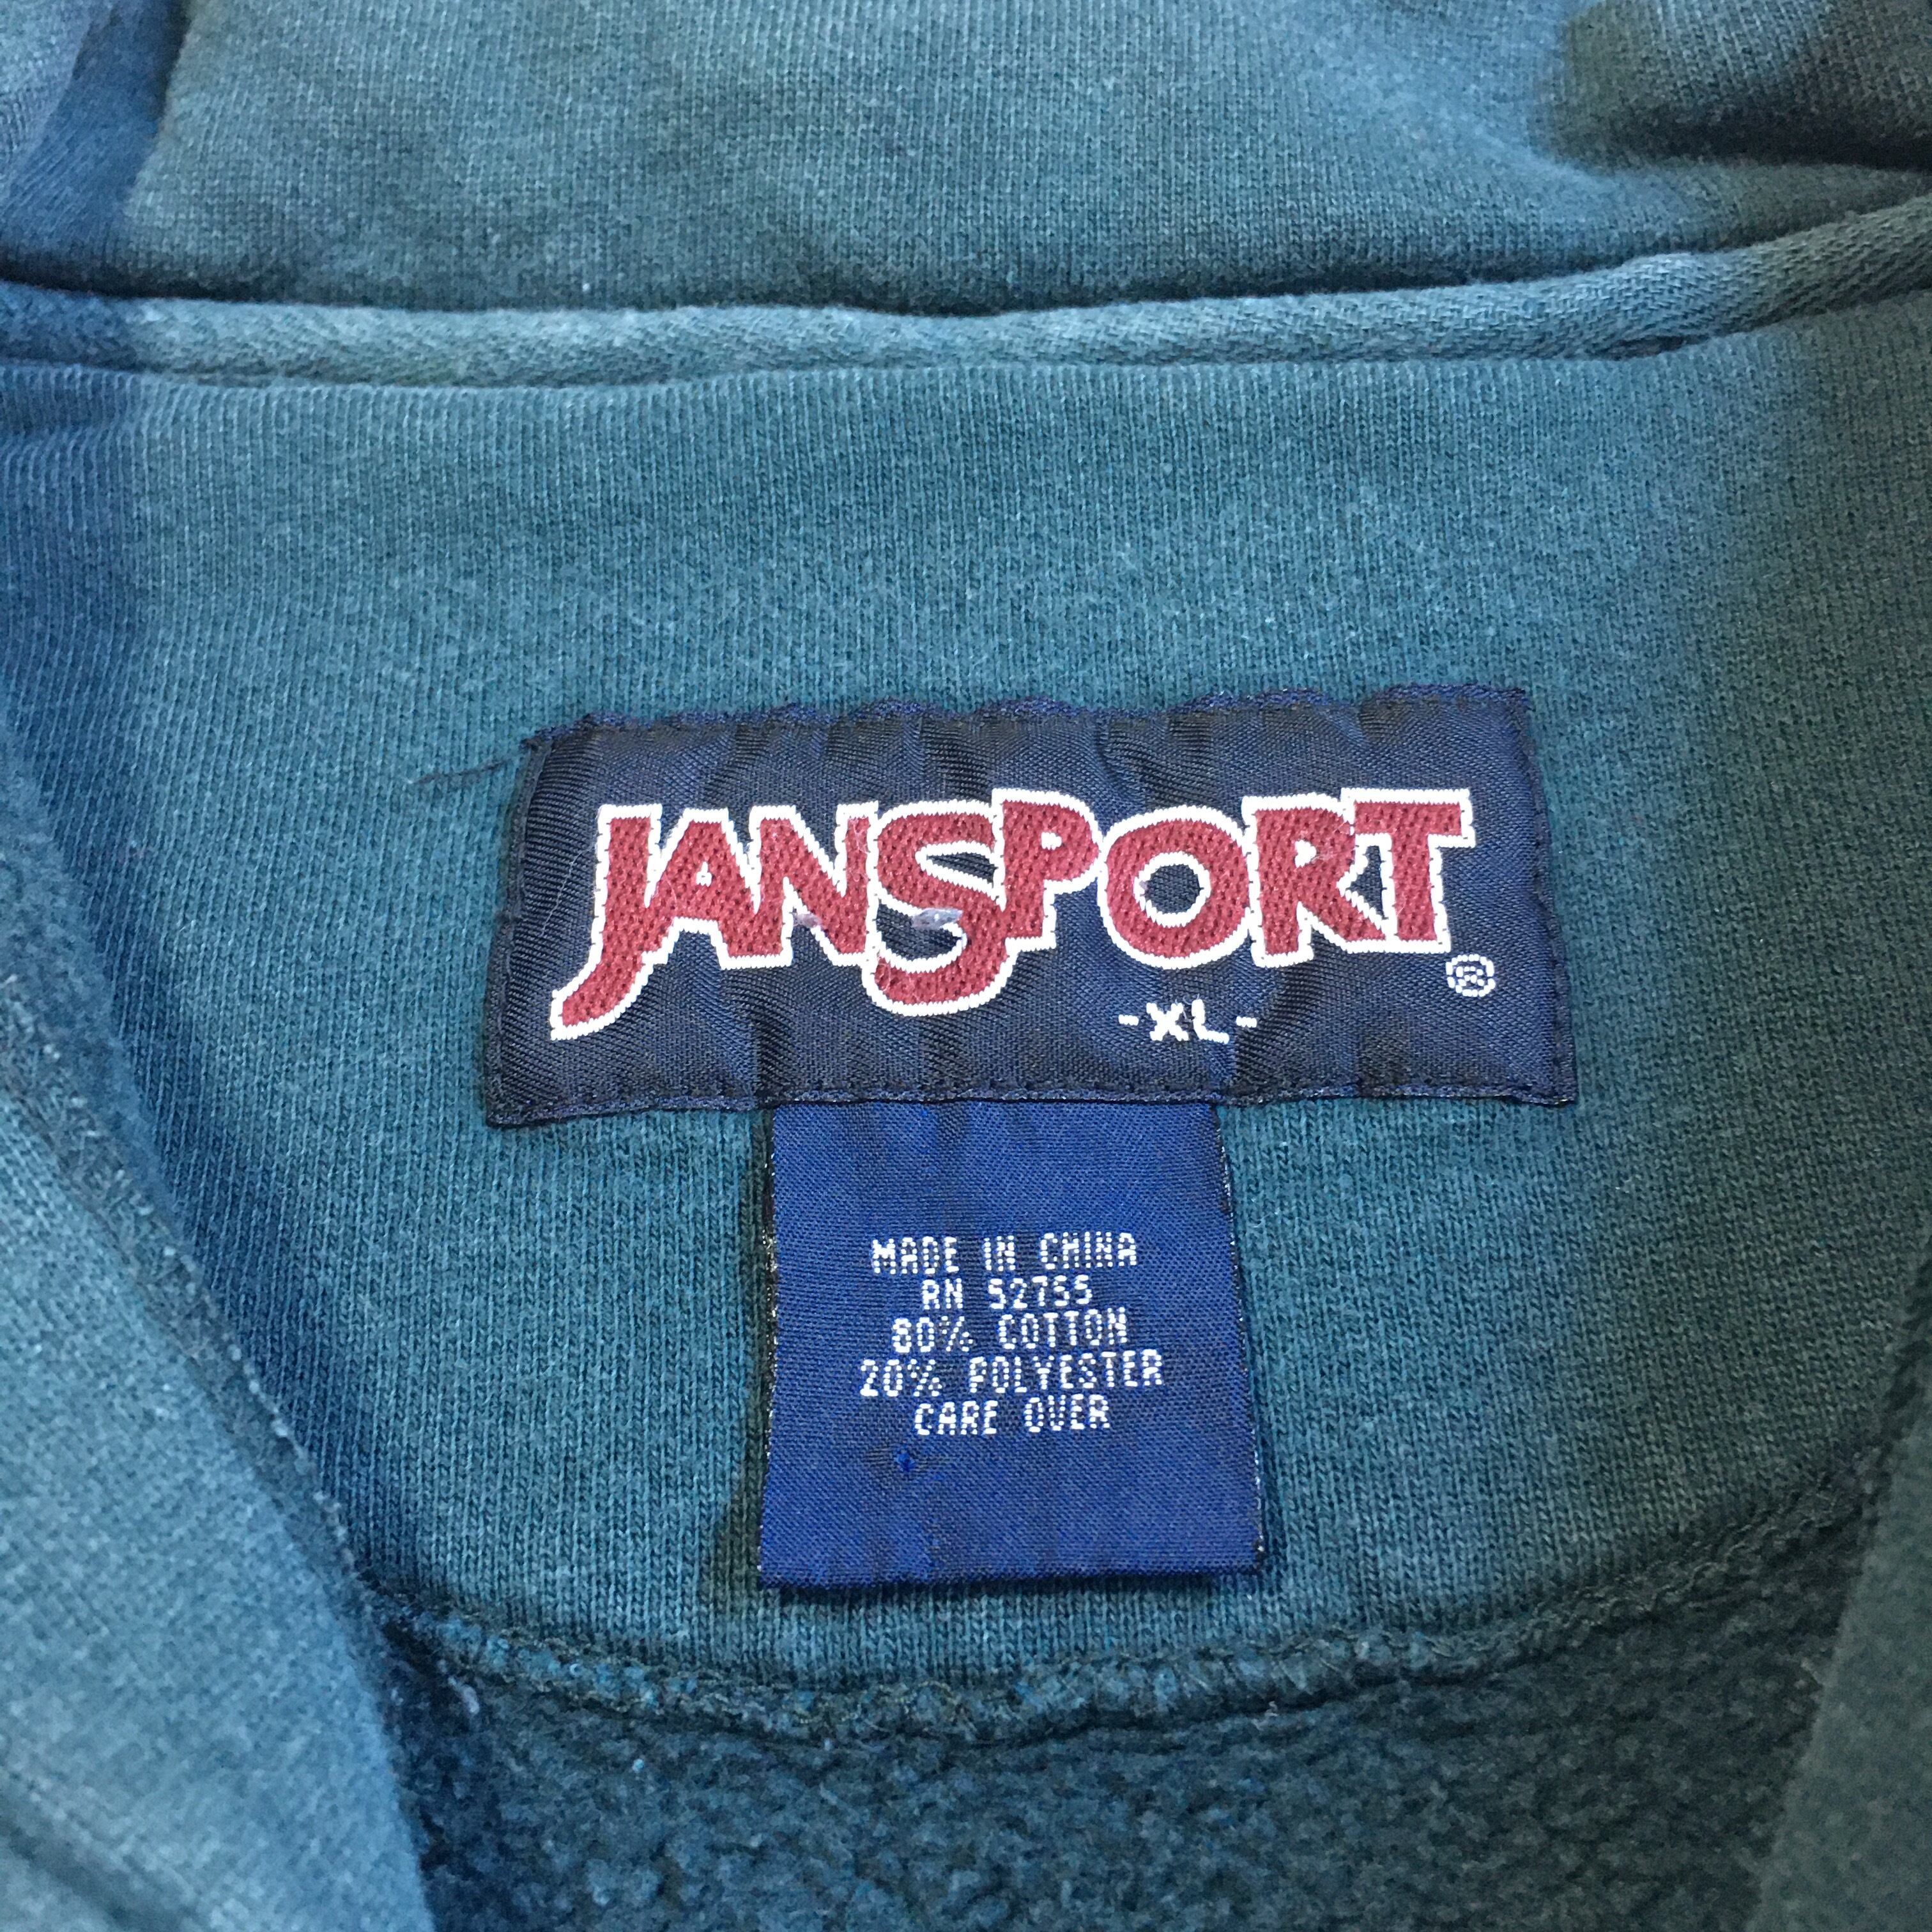 JANSPORT®
-XL-
MADE IN CHINA
RN 52755
80% COTTON
20% POLYESTER
CARE OVER